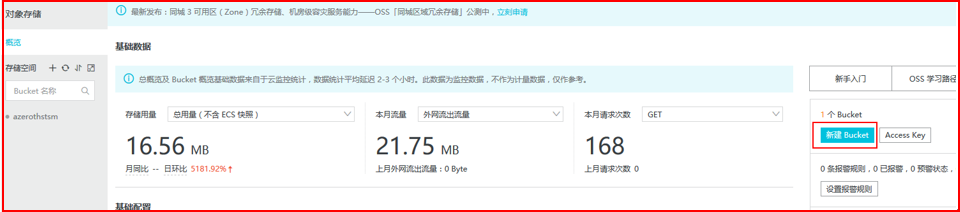 对象存储
概览
存储空间
Bucket 名称
azerothstsm
最新发布：同城 3 可用区（Zone）冗余存储、机房级容灾服务能力——OSS「同城区域冗余存储」公测中，立刻申请
基础数据
总概览及 Bucket 概览基础数据来自于云监控统计，数据统计平均延迟 2-3 个小时。此数据为监控数据，不作为计量数据，仅作参考。
存储用量 总用量（不含 ECS 快照）
16.56 MB
月同比 -- 日环比 5181.92%↑
本月流量 外网流出流量
21.75 MB
上月外网流出流量：0 Byte
本月请求次数 GET
168
上月请求次数 0
基础配置
新手入门 OSS 学习路径
1 个 Bucket
新建 Bucket Access Key
0 条报警规则，0 已报警，0 预警状态，
设置报警规则